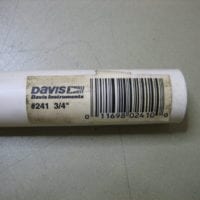 DAVIS
Davis Instruments
#241 3/4"
0 11698 02410 0